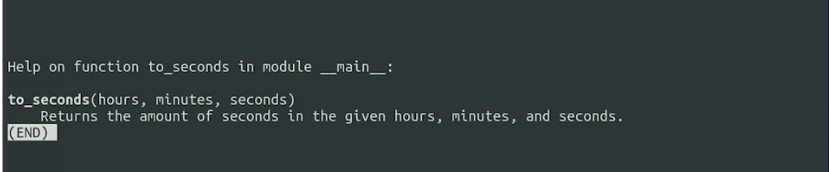 Help on function to_seconds in module __main__:
to_seconds(hours, minutes, seconds)
    Returns the amount of seconds in the given hours, minutes, and seconds.
(END)